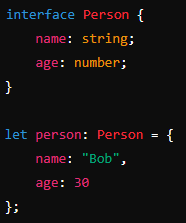 interface Person {
    name: string;
    age: number;
}

let person: Person = {
    name: "Bob",
    age: 30
};